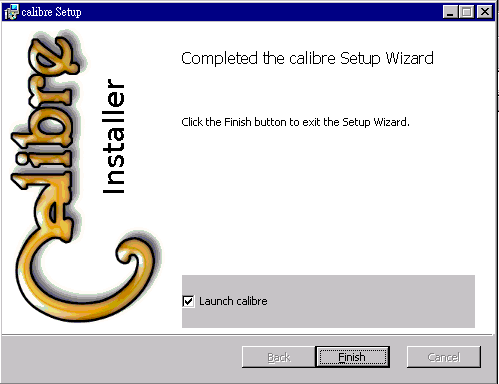 calibre Setup
Completed the calibre Setup Wizard
Click the Finish button to exit the Setup Wizard.
Calibre
Installer
Launch calibre
Back
Finish
Cancel